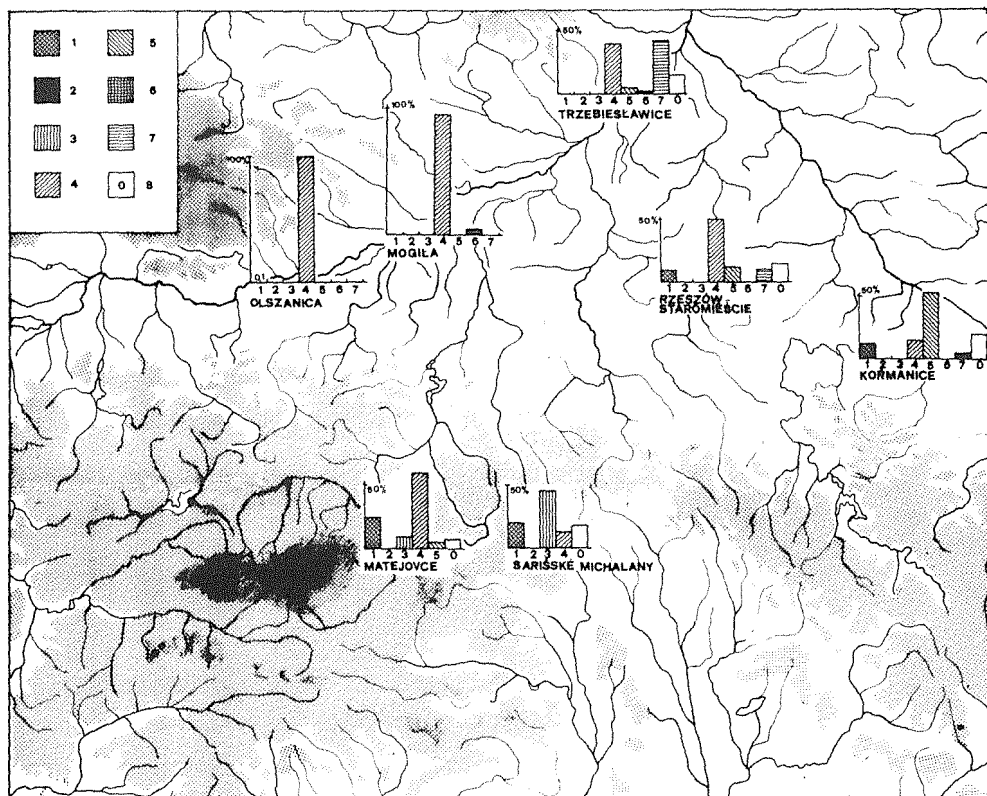 1 5
2 6
3 7
4 0 8
50%
1 2 3 4 5 6 7 0
TRZEBIESŁAWICE
100%
1 2 3 4 5 6 7
MOGIŁA
100%
0
1 2 3 4 5 6 7
OLSZANICA
50%
1 2 3 4 5 6 7 0
RZESZÓW
STAROMIEŚCIE
50%
1 2 3 4 5 6 7 0
KORMANICE
50%
1 2 3 4 5 0
MATEJOVCE
50%
1 2 3 4 0
SARIŠSKÉ MICHALANY